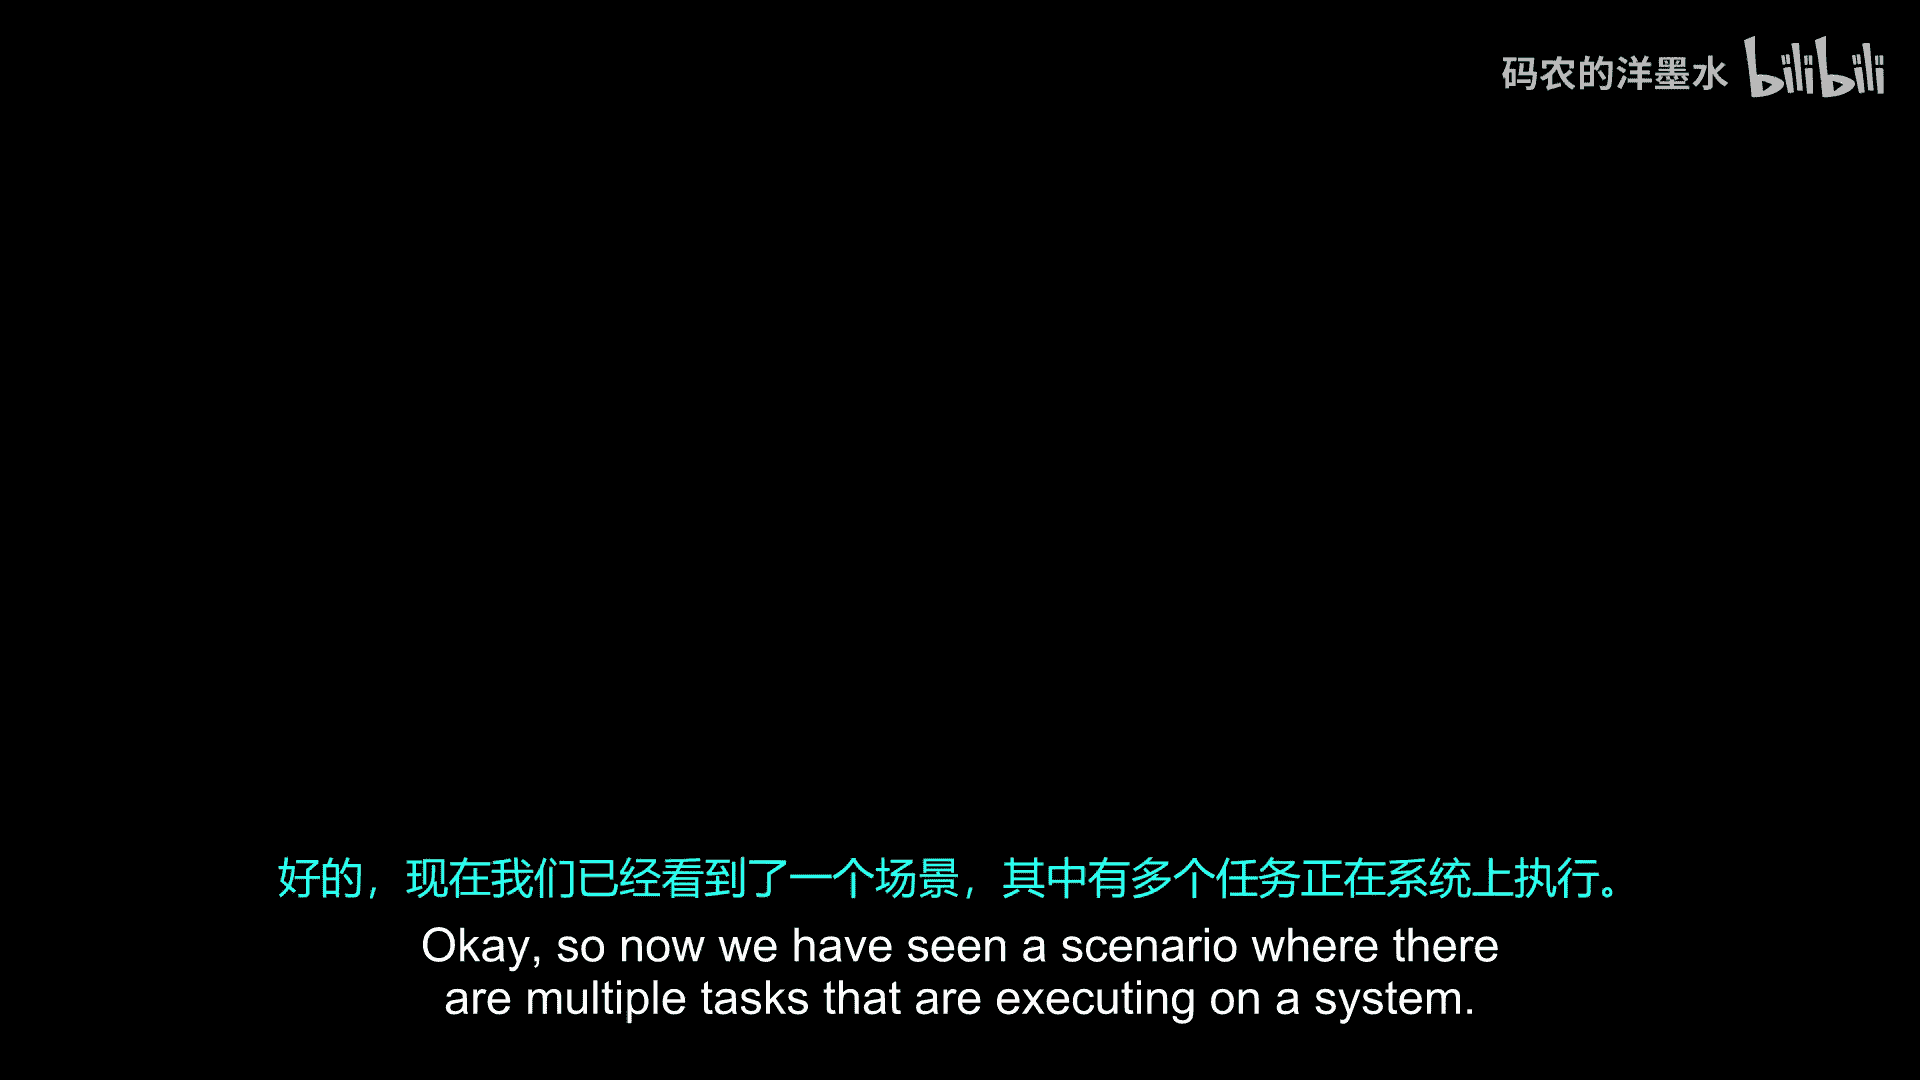 码农的洋墨水 bilibili
好的，现在我们已经看到了一个场景，其中有多个任务正在系统上执行。
Okay, so now we have seen a scenario where there
are multiple tasks that are executing on a system.